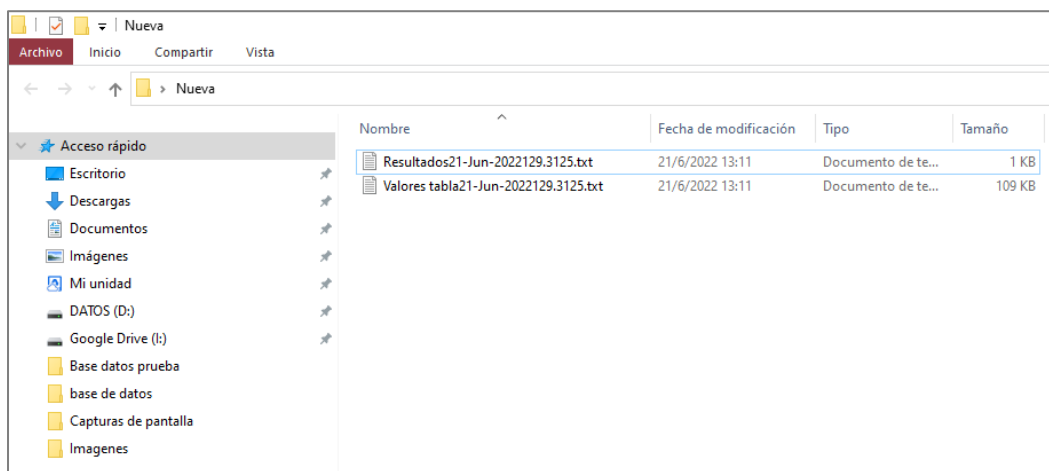 Nueva
Archivo Inicio Compartir Vista
Nueva
Nombre Fecha de modificación Tipo Tamaño
Acceso rápido
Resultados21-Jun-2022129.3125.txt 21/6/2022 13:11 Documento de te... 1 KB
Escritorio
Valores tabla21-Jun-2022129.3125.txt 21/6/2022 13:11 Documento de te... 109 KB
Descargas
Documentos
Imágenes
Mi unidad
DATOS (D:)
Google Drive (I:)
Base datos prueba
base de datos
Capturas de pantalla
Imagenes